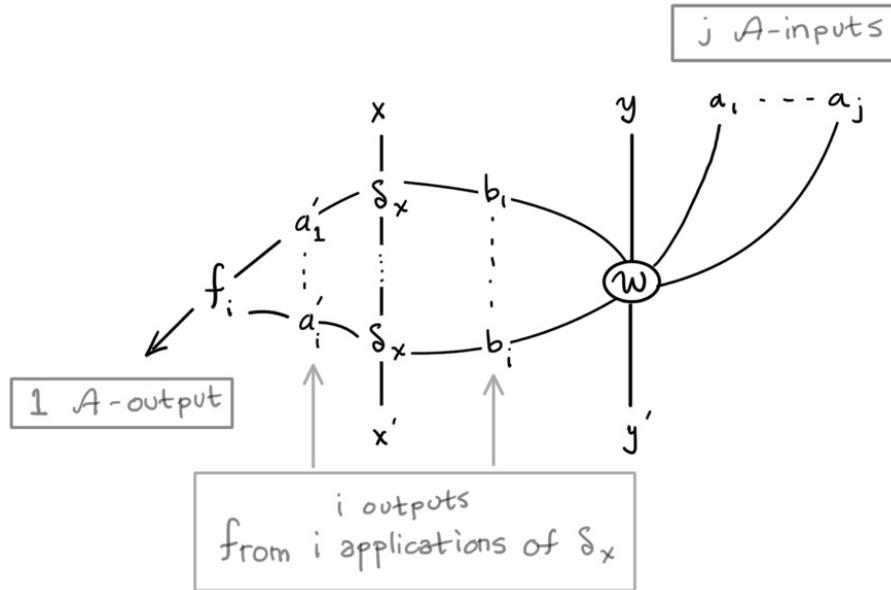 j A-inputs
x
y
a₁ ---- aⱼ
δₓ
b₁
a'₁
fᵢ
W
a'ᵢ
δₓ
bᵢ
1 A-output
x'
y'
i outputs
from i applications of δₓ